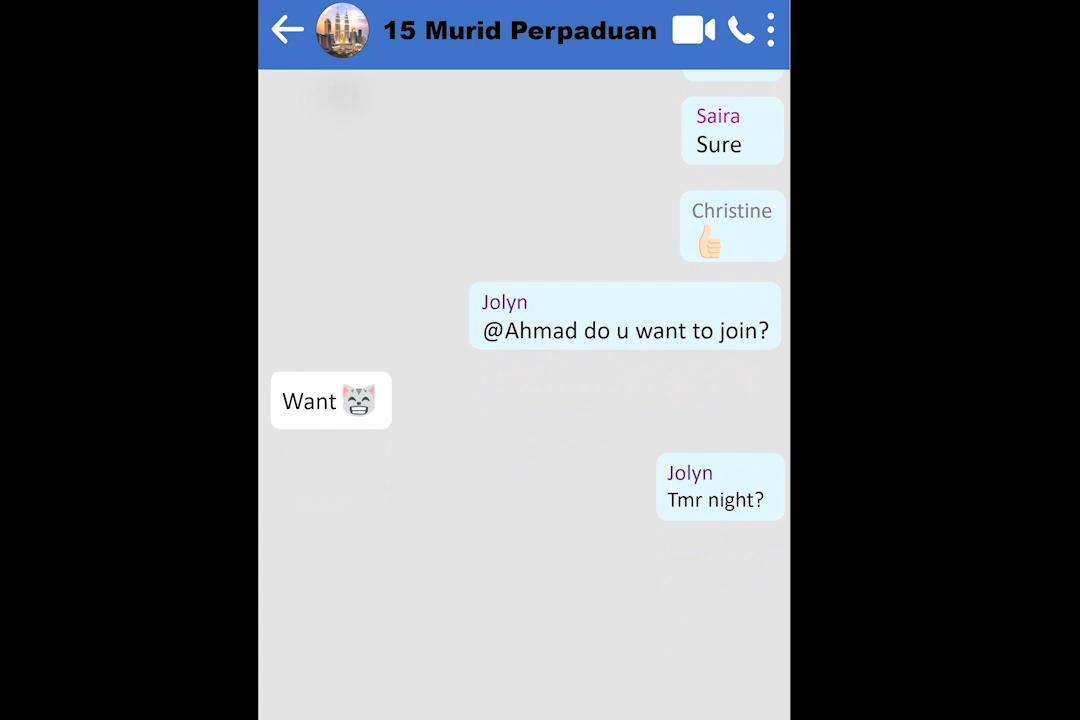 15 Murid Perpaduan
Saira
Sure
Christine
Jolyn
@Ahmad do u want to join?
Want
Jolyn
Tmr night?